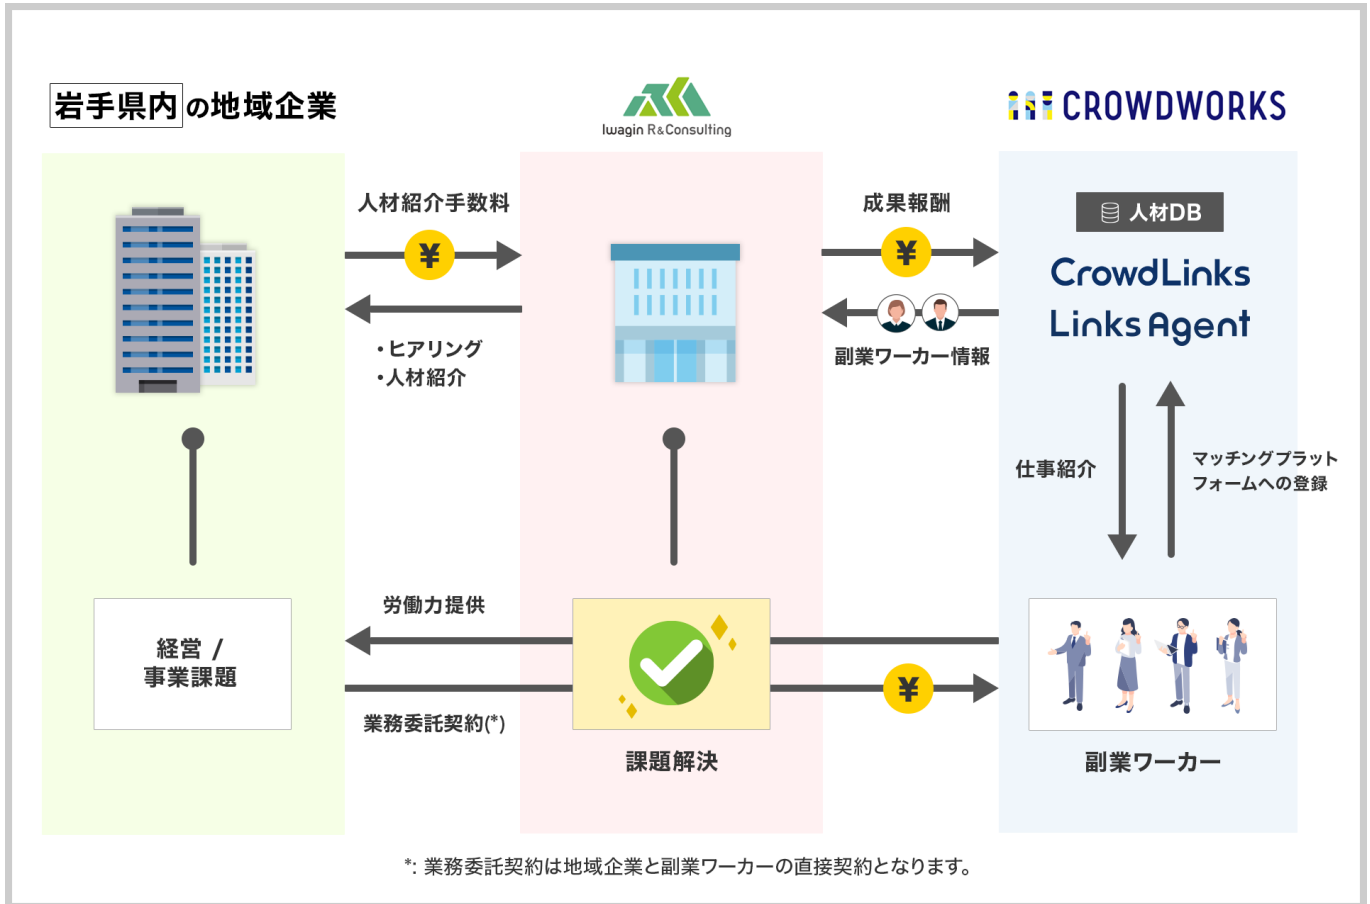 岩手県内の地域企業
Iwagin R&Consulting
CROWDWORKS
人材紹介手数料
¥
・ヒアリング
・人材紹介
成果報酬
¥
副業ワーカー情報
人材DB
CrowdLinks
Links Agent
仕事紹介
マッチングプラット
フォームへの登録
経営 /
事業課題
労働力提供
業務委託契約(*)
課題解決
¥
副業ワーカー
*: 業務委託契約は地域企業と副業ワーカーの直接契約となります。